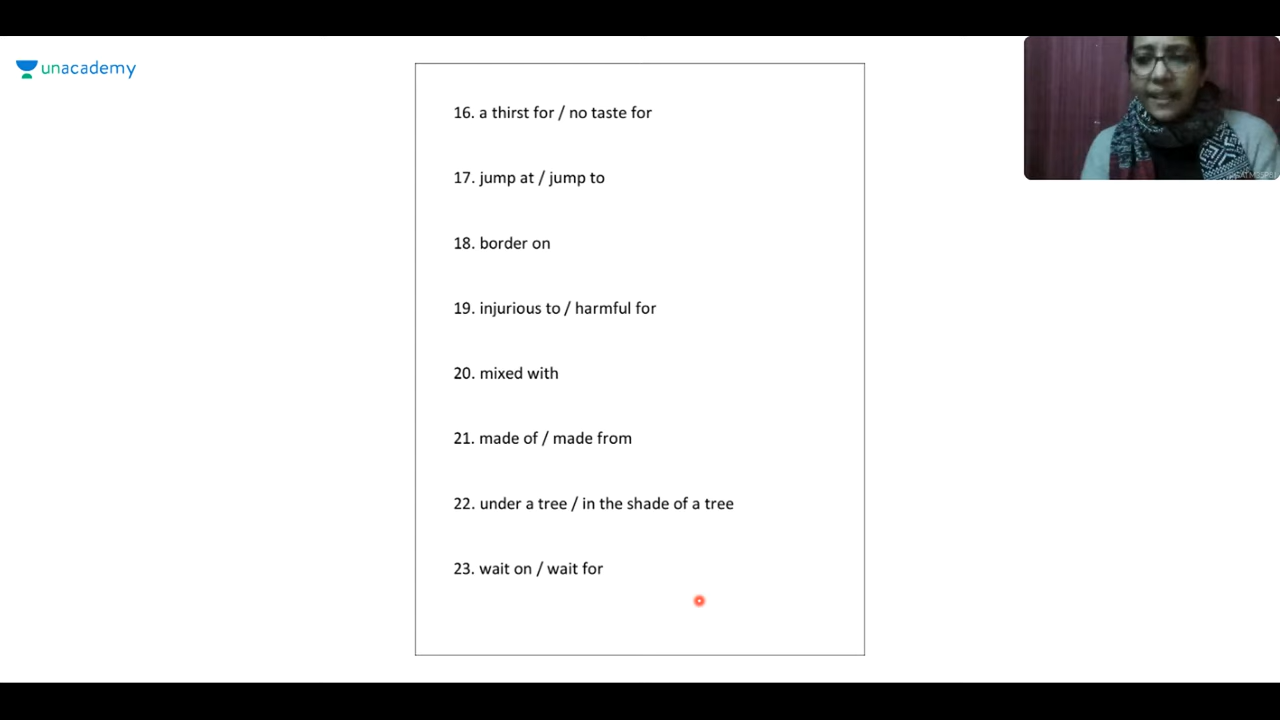 unacademy
16. a thirst for / no taste for
17. jump at / jump to
18. border on
19. injurious to / harmful for
20. mixed with
21. made of / made from
22. under a tree / in the shade of a tree
23. wait on / wait for